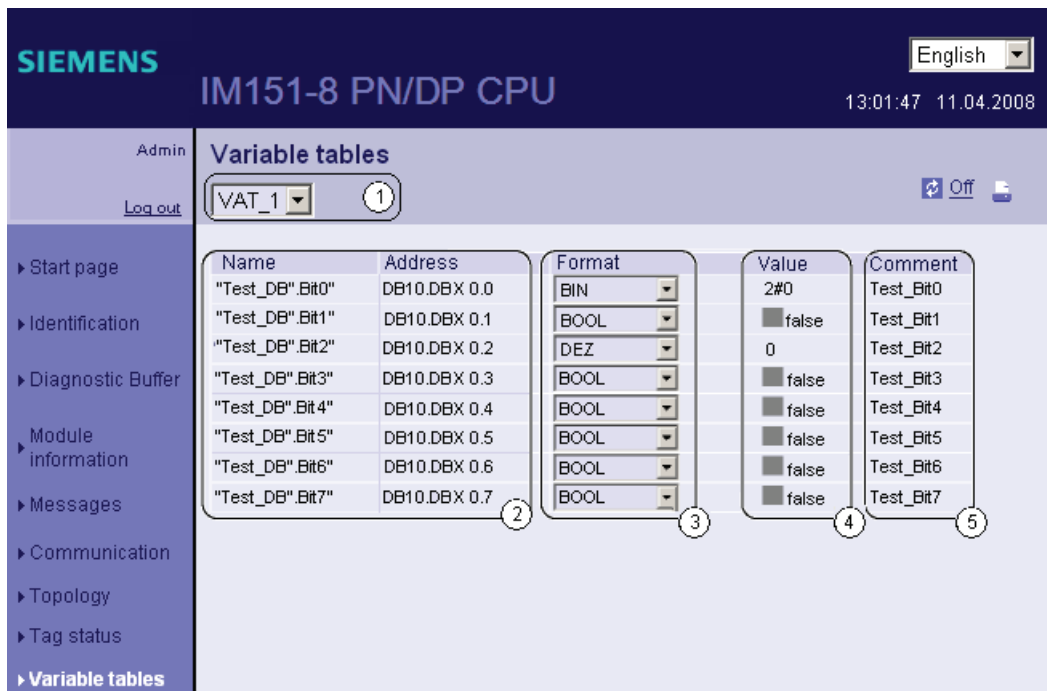 SIEMENS
English
IM151-8 PN/DP CPU
13:01:47 11.04.2008
Admin
Log out
Variable tables
VAT_1
1
Off
Start page
Identification
Diagnostic Buffer
Module
information
Messages
Communication
Topology
Tag status
Variable tables
Name Address Format Value Comment
"Test_DB".Bit0" DB10.DBX 0.0 BIN 2#0 Test_Bit0
"Test_DB".Bit1" DB10.DBX 0.1 BOOL false Test_Bit1
"Test_DB".Bit2" DB10.DBX 0.2 DEZ 0 Test_Bit2
"Test_DB".Bit3" DB10.DBX 0.3 BOOL false Test_Bit3
"Test_DB".Bit4" DB10.DBX 0.4 BOOL false Test_Bit4
"Test_DB".Bit5" DB10.DBX 0.5 BOOL false Test_Bit5
"Test_DB".Bit6" DB10.DBX 0.6 BOOL false Test_Bit6
"Test_DB".Bit7" DB10.DBX 0.7 BOOL false Test_Bit7
2 3 4 5